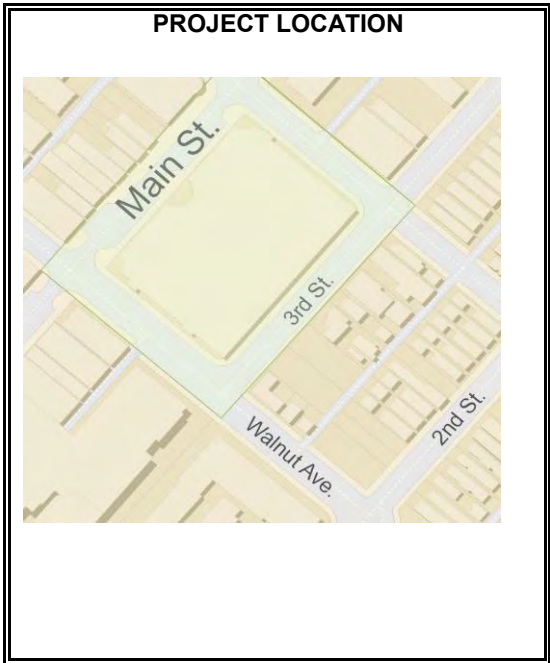 PROJECT LOCATION
Main St.
3rd St.
Walnut Ave.
2nd St.